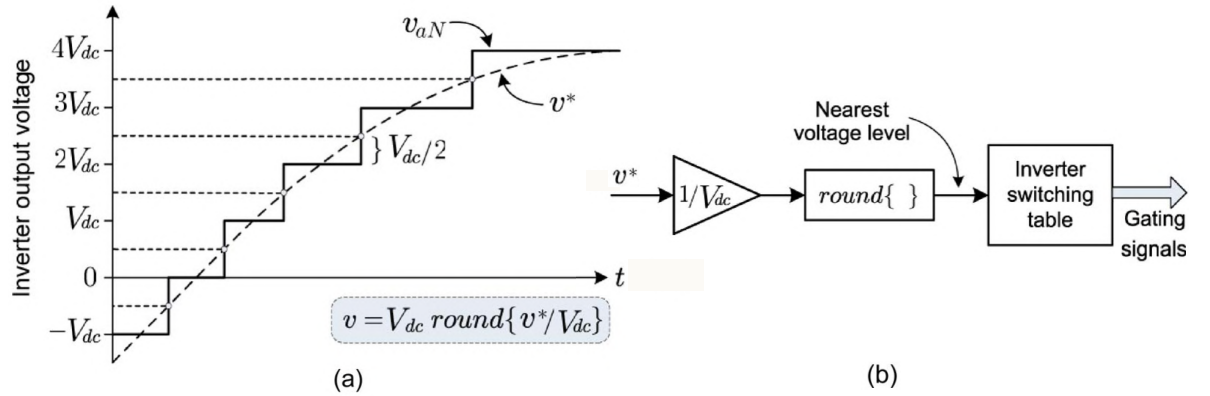 Inverter output voltage
4V_dc
3V_dc
2V_dc
V_dc
0
−V_dc
v_aN
v*
} V_dc/2
t
v = V_dc round{v*/V_dc}
(a)
v*
1/V_dc
round{ }
Nearest
voltage level
Inverter
switching
table
Gating
signals
(b)